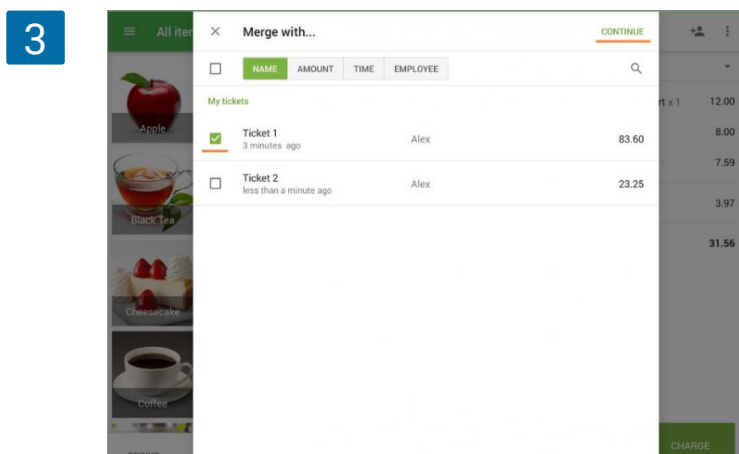 3
All iter
Merge with...
CONTINUE
NAME AMOUNT TIME EMPLOYEE
My tickets
Ticket 1
3 minutes ago
Alex
83.60
Ticket 2
less than a minute ago
Alex
23.25
Apple
Black Tea
Cheesecake
Coffee
rt x 1 12.00
8.00
7.59
3.97
31.56
CHARGE